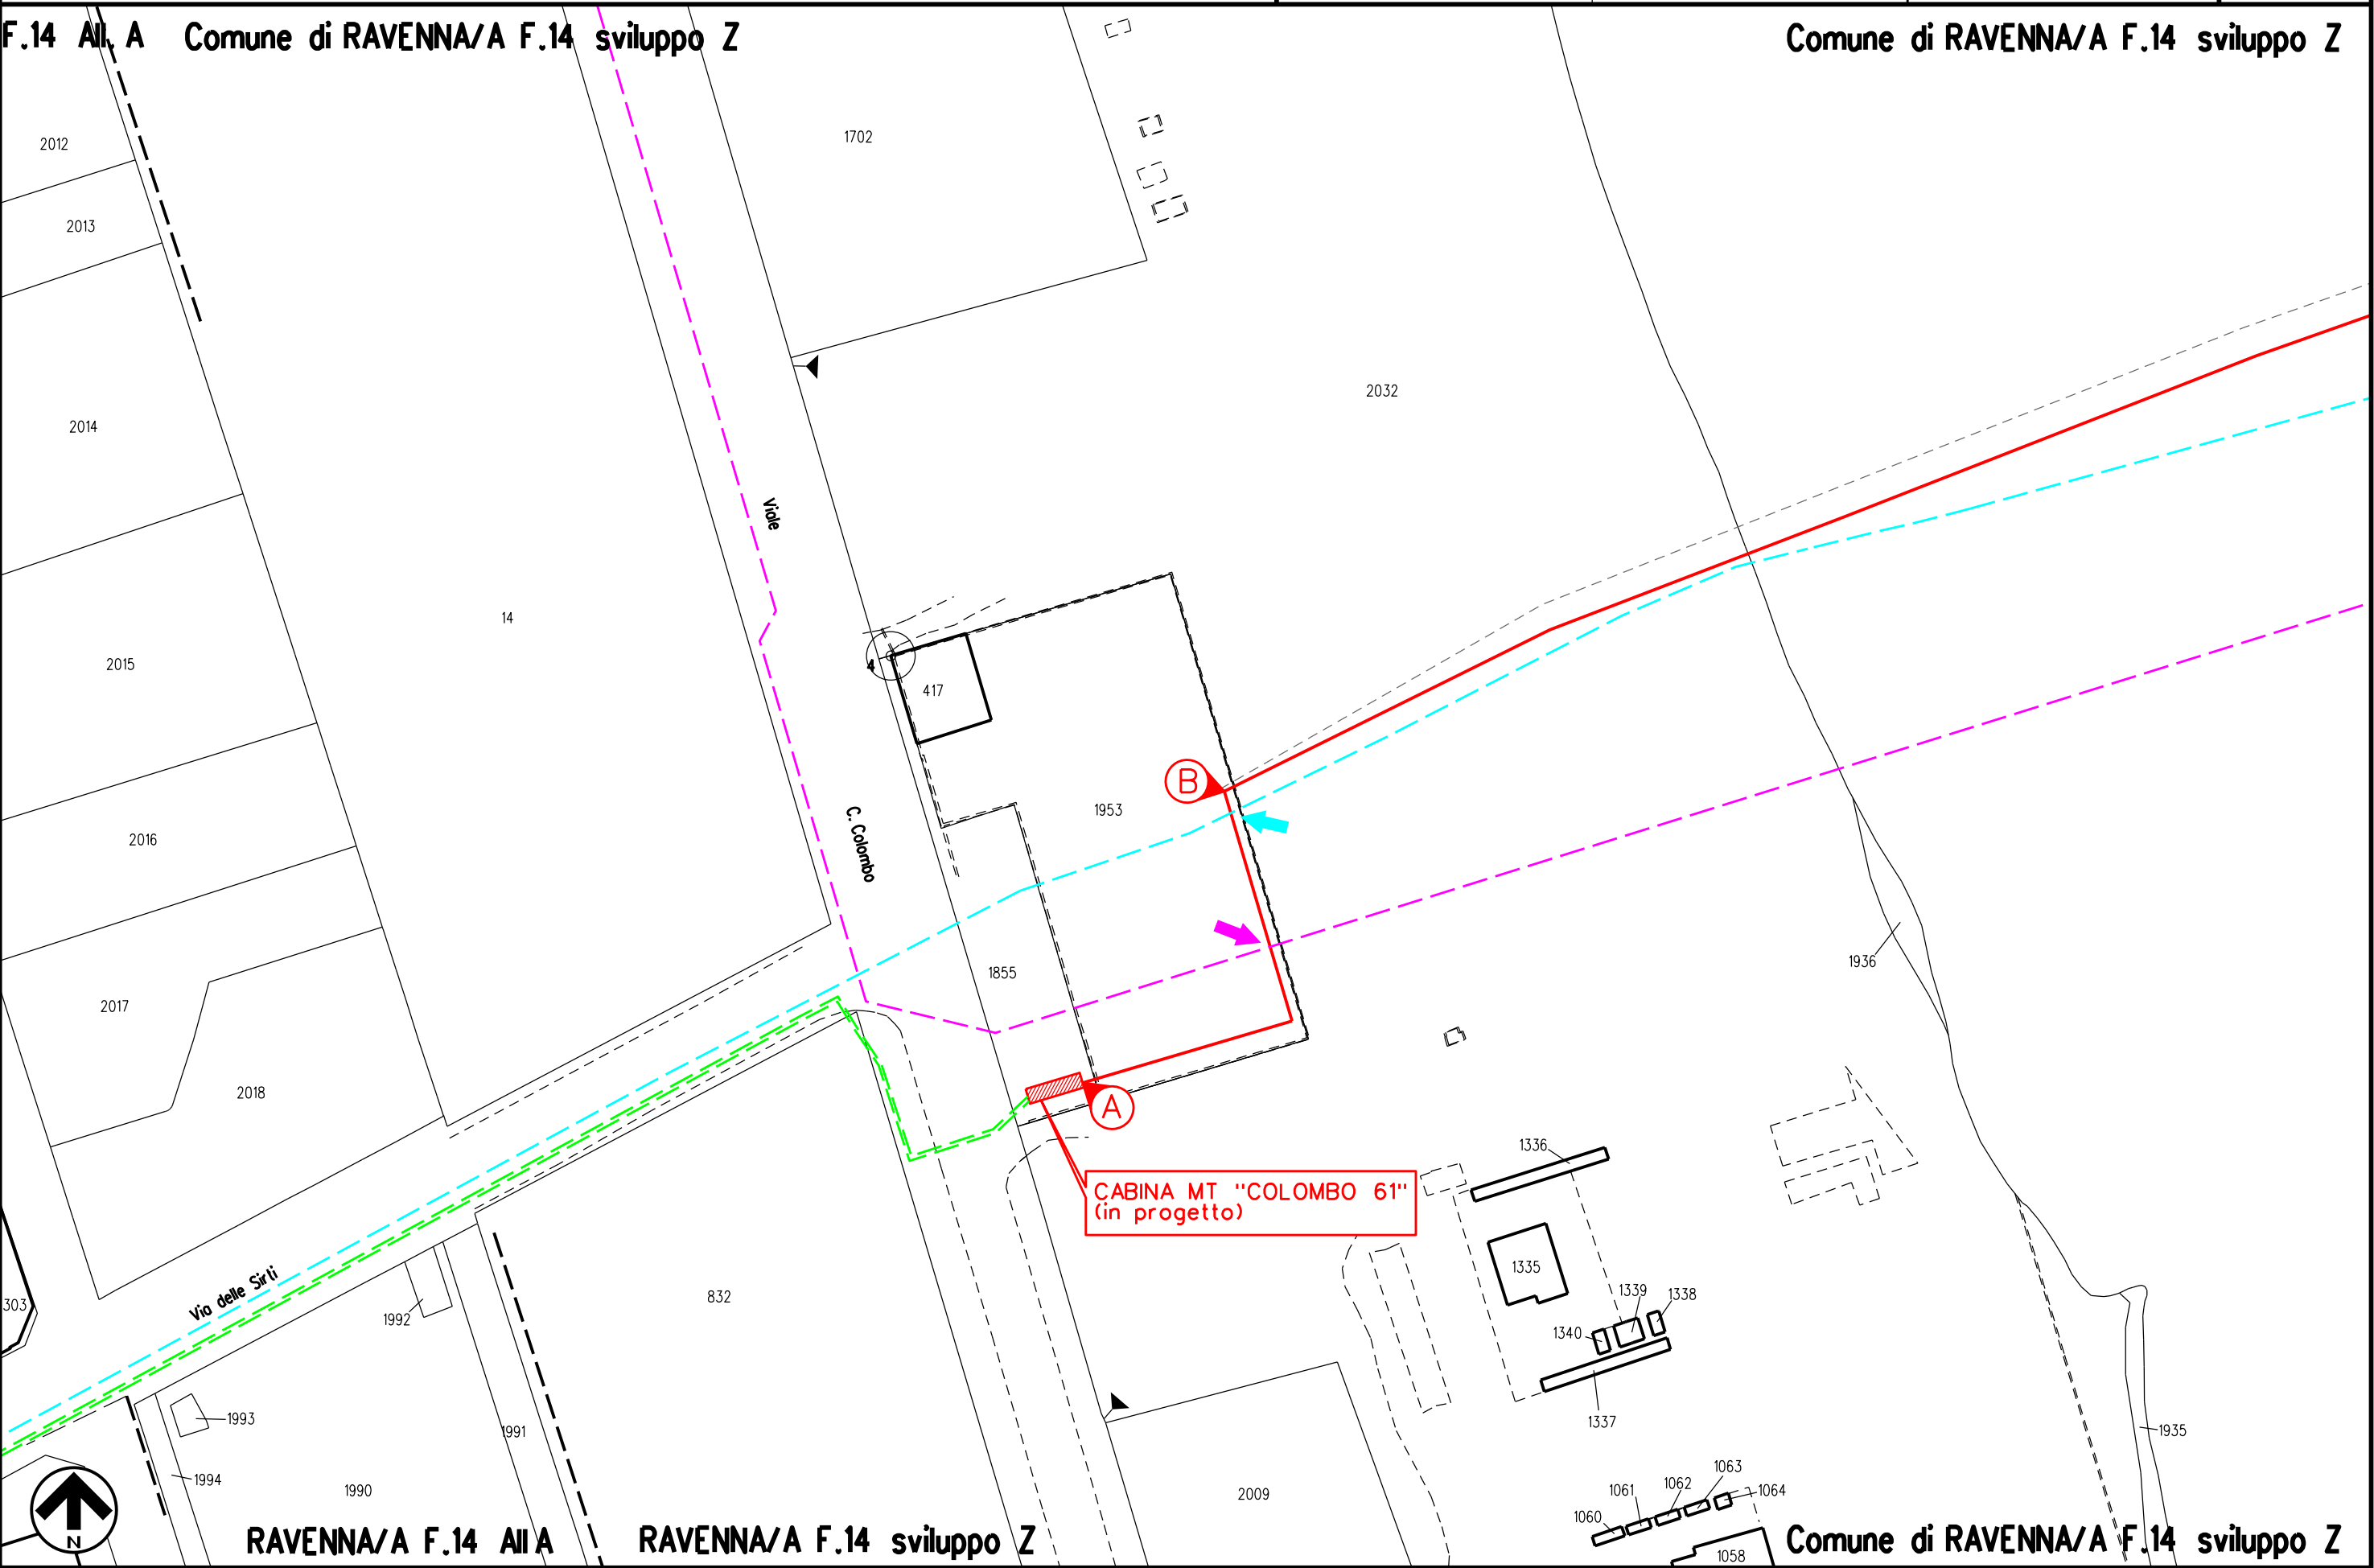 F.14 All. A
Comune di RAVENNA/A F.14 sviluppo Z
Comune di RAVENNA/A F.14 sviluppo Z
2012
1702
2013
2032
2014
Viale
14
2015
4
417
B
1953
2016
C. Colombo
1936
1855
2017
2018
A
1336
CABINA MT "COLOMBO 61"
(in progetto)
1335
Via delle Sirti
832
303
1339
1338
1992
1340
1993
1337
1991
1935
1994
1990
2009
1063
1062
1061
1064
1060
N
RAVENNA/A F.14 All A
RAVENNA/A F.14 sviluppo Z
Comune di RAVENNA/A F.14 sviluppo Z
1058